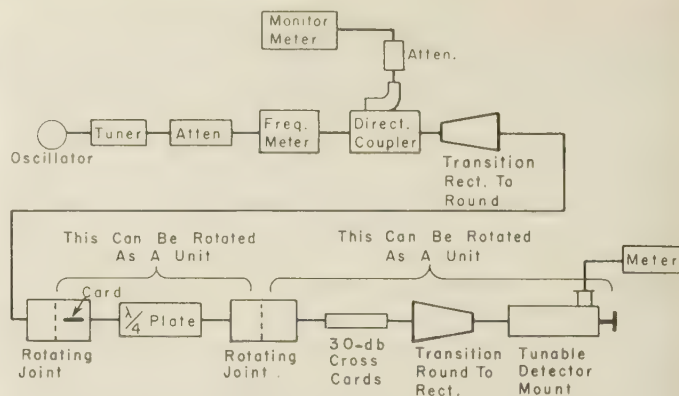 Monitor
Meter
Atten.
Oscillator
Tuner
Atten
Freq.
Meter
Direct.
Coupler
Transition
Rect. To
Round
This Can Be Rotated
As A Unit
This Can Be Rotated
As A Unit
Meter
Card
λ/4 Plate
Rotating
Joint
Rotating
Joint.
30-db
Cross
Cards
Transition
Round To
Rect.
Tunable
Detector
Mount